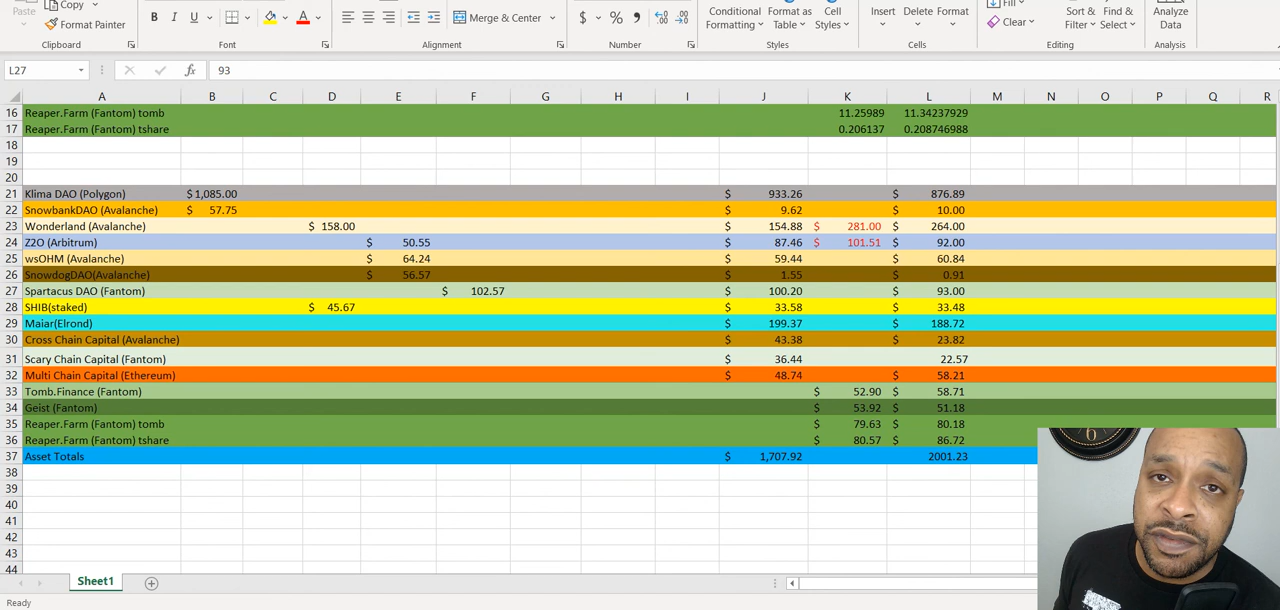 Paste Copy Fill
Format Painter B I U A Merge & Center $ % 9 Conditional Formatting Format as Table Cell Styles Insert Delete Format Clear Sort & Filter Find & Select Analyze Data
Clipboard Font Alignment Number Styles Cells Editing Analysis
L27 fx 93
A B C D E F G H I J K L M N O P Q R
16 Reaper.Farm (Fantom) tomb 11.25989 11.34237929
17 Reaper.Farm (Fantom) tshare 0.206137 0.208746988
18
19
20
21 Klima DAO (Polygon) $ 1,085.00 $ 933.26 $ 876.89
22 SnowbankDAO (Avalanche) $ 57.75 $ 9.62 $ 10.00
23 Wonderland (Avalanche) $ 158.00 $ 154.88 $ 281.00 $ 264.00
24 Z2O (Arbitrum) $ 50.55 $ 87.46 $ 101.51 $ 92.00
25 wsOHM (Avalanche) $ 64.24 $ 59.44 $ 60.84
26 SnowdogDAO(Avalanche) $ 56.57 $ 1.55 $ 0.91
27 Spartacus DAO (Fantom) $ 102.57 $ 100.20 $ 93.00
28 SHIB(staked) $ 45.67 $ 33.58 $ 33.48
29 Maiar(Elrond) $ 199.37 $ 188.72
30 Cross Chain Capital (Avalanche) $ 43.38 $ 23.82
31 Scary Chain Capital (Fantom) $ 36.44 22.57
32 Multi Chain Capital (Ethereum) $ 48.74 $ 58.21
33 Tomb.Finance (Fantom) $ 52.90 $ 58.71
34 Geist (Fantom) $ 53.92 $ 51.18
35 Reaper.Farm (Fantom) tomb $ 79.63 $ 80.18
36 Reaper.Farm (Fantom) tshare $ 80.57 $ 86.72
37 Asset Totals $ 1,707.92 2001.23
38
39
40
41
42
43
44
6
Sheet1
Ready